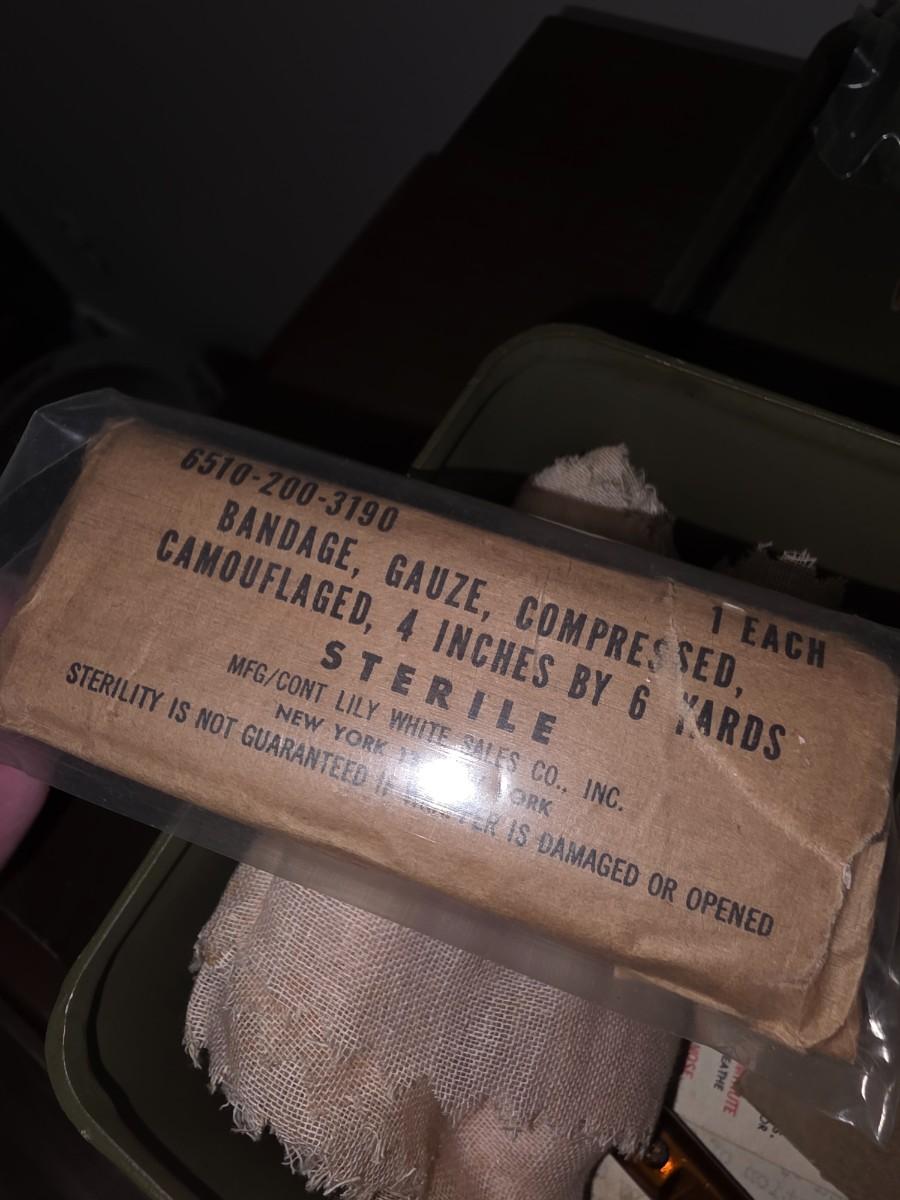 6510-200-3190
1 EACH
BANDAGE, GAUZE, COMPRESSED,
CAMOUFLAGED, 4 INCHES BY 6 YARDS
STERILE
MFG/CONT LILY WHITE SALES CO., INC.
NEW YORK
STERILITY IS NOT GUARANTEED IF WRAPPER IS DAMAGED OR OPENED